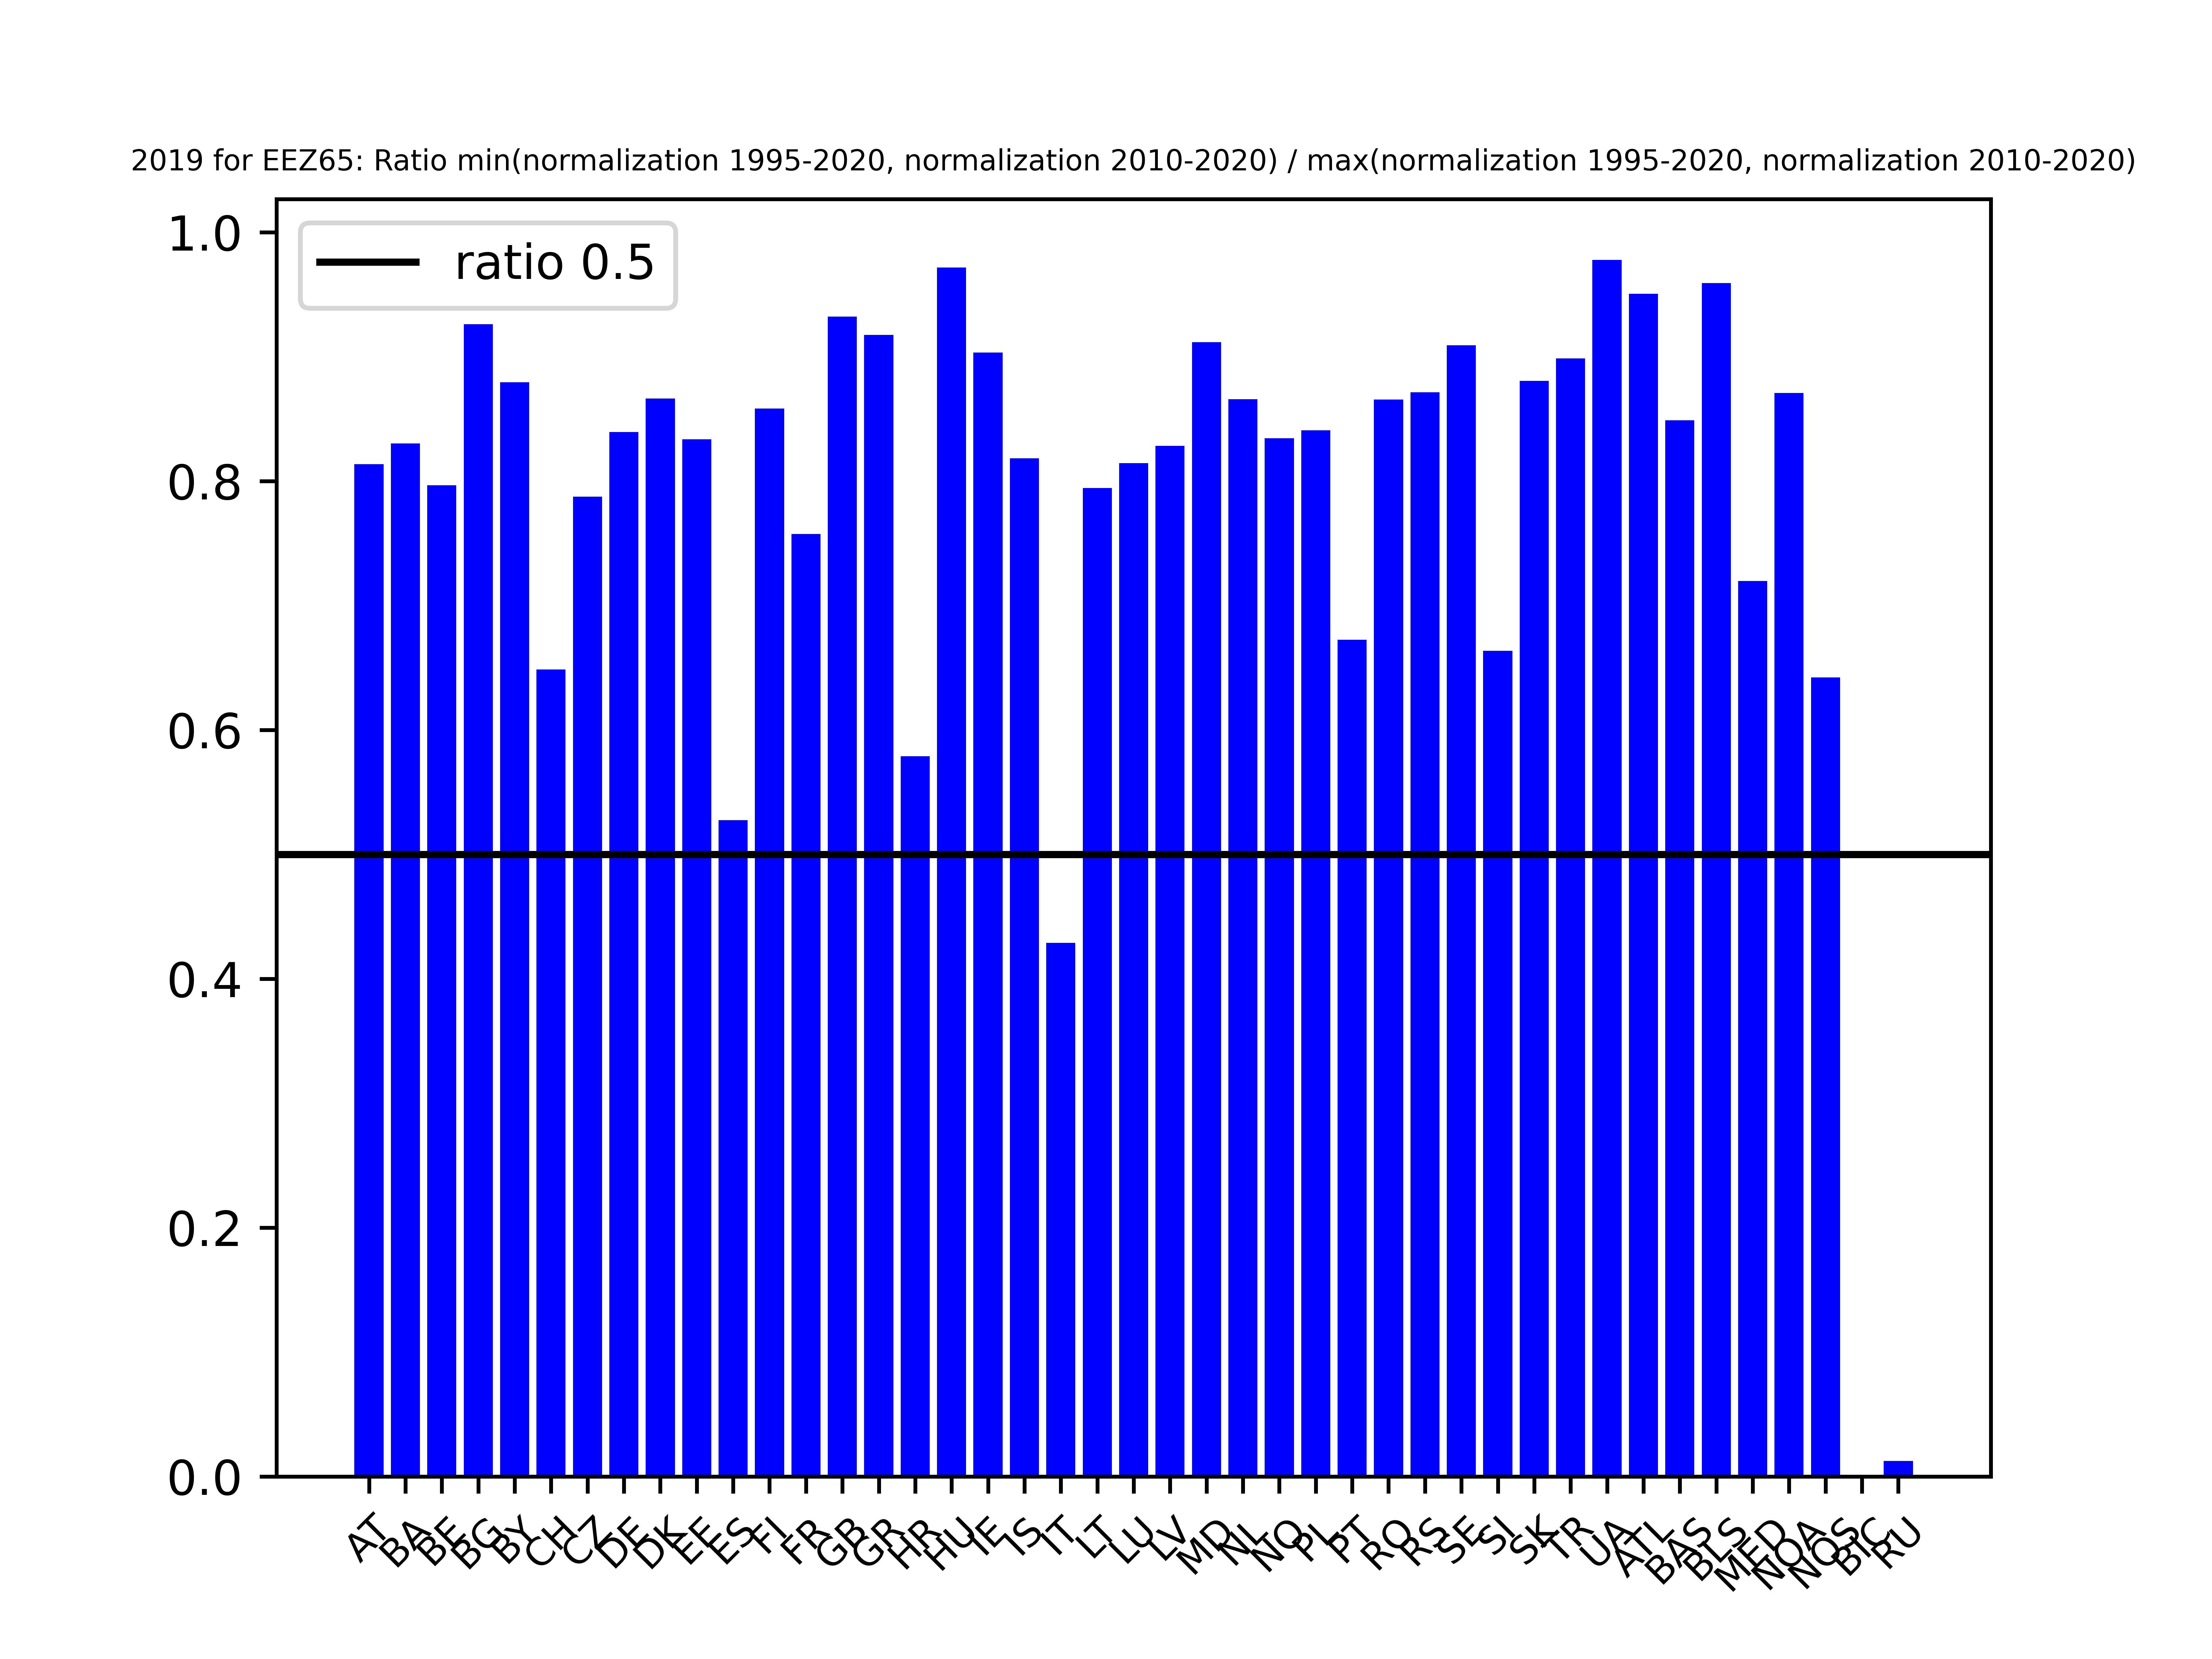 2019 for EEZ65: Ratio min(normalization 1995-2020, normalization 2010-2020) / max(normalization 1995-2020, normalization 2010-2020)
ratio 0.5
1.0
0.8
0.6
0.4
0.2
0.0
AT BA BE BG BY CH CZ DE DK EE ES FI FR GB GR HR HU IE IS IT LT LU LV MD NL NO PL PT RO RS SE SI SK TR UA ATL BAS BLS MED NOA NOS BIC RU